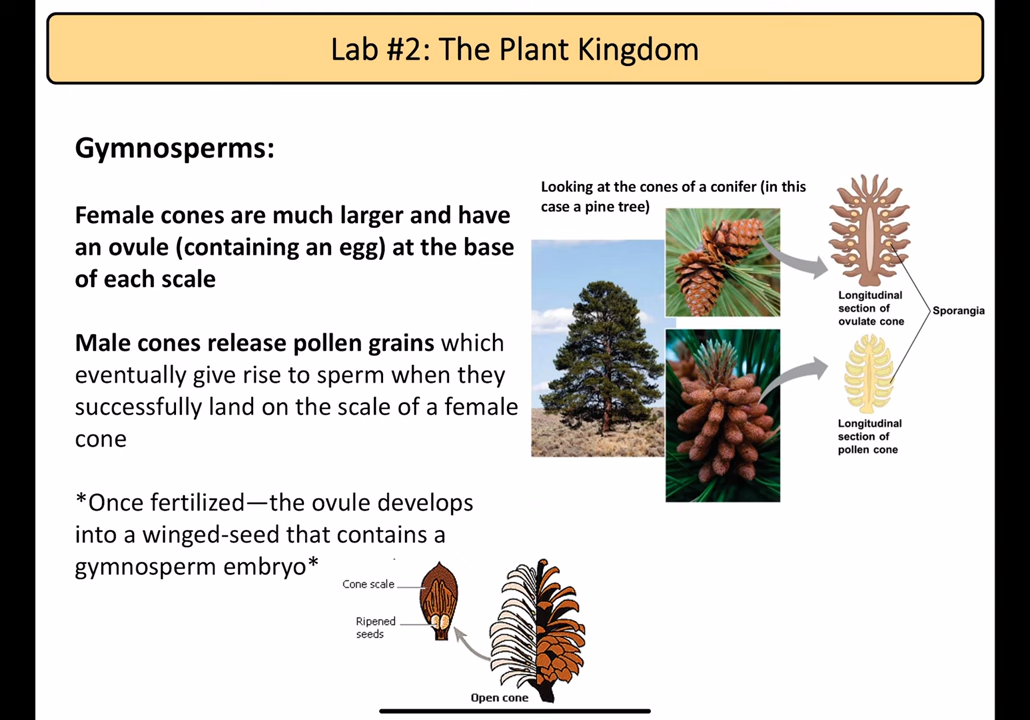 Lab #2: The Plant Kingdom
Gymnosperms:
Female cones are much larger and have
an ovule (containing an egg) at the base
of each scale
Male cones release pollen grains which
eventually give rise to sperm when they
successfully land on the scale of a female
cone
*Once fertilized—the ovule develops
into a winged-seed that contains a
gymnosperm embryo*
Looking at the cones of a conifer (in this
case a pine tree)
Longitudinal
section of
ovulate cone
Sporangia
Longitudinal
section of
pollen cone
Cone scale
Ripened
seeds
Open cone